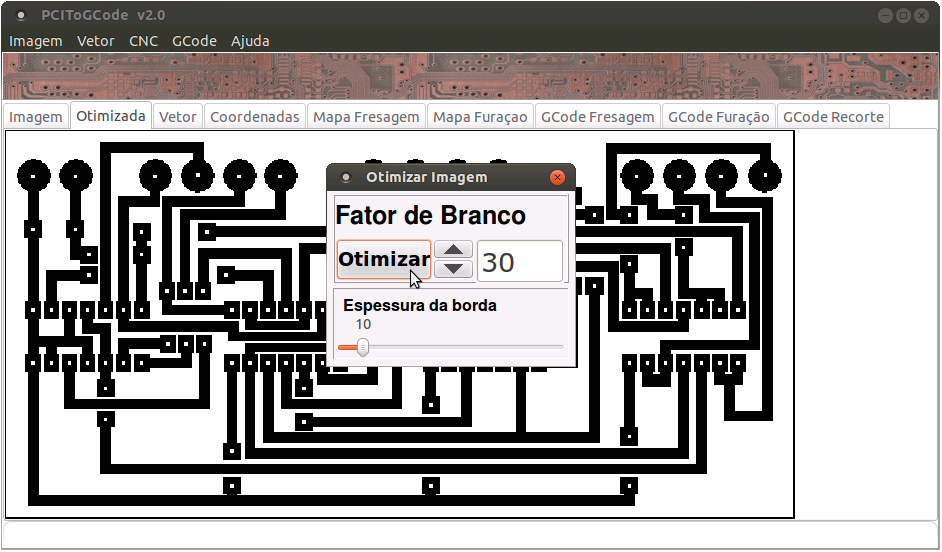 PCIToGCode v2.0
Imagem Vetor CNC GCode Ajuda
Imagem Otimizada Vetor Coordenadas Mapa Fresagem Mapa Furaçao GCode Fresagem GCode Furação GCode Recorte
Otimizar Imagem
Fator de Branco
Otimizar 30
Espessura da borda
10